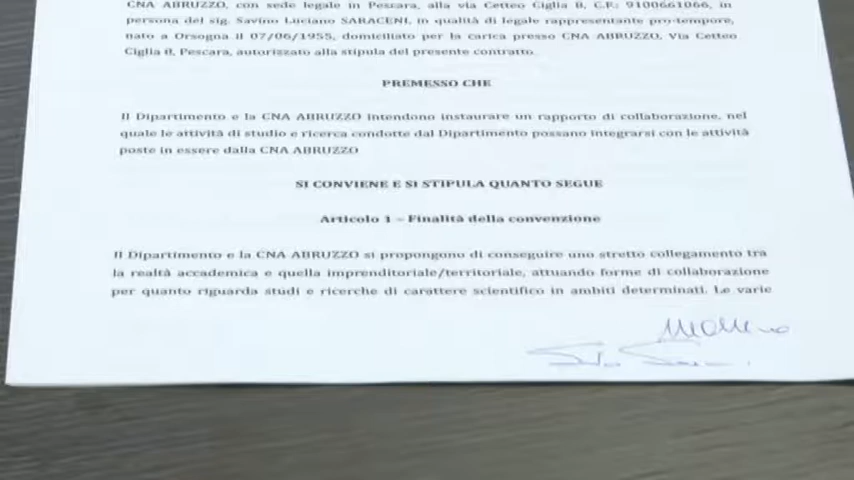 CNA ABRUZZO, con sede legale in Pescara, alla via Cetteo Ciglia 8, C.F.: 9100661066, in
persona del sig. Savino Luciano SARACENI, in qualità di legale rappresentante pro-tempore,
nato a Orsogna il 07/06/1955, domiciliato per la carica presso CNA ABRUZZO, Via Cetteo
Ciglia 8, Pescara, autorizzato alla stipula del presente contratto.
PREMESSO CHE
Il Dipartimento e la CNA ABRUZZO intendono instaurare un rapporto di collaborazione, nel
quale le attività di studio e ricerca condotte dal Dipartimento possano integrarsi con le attività
poste in essere dalla CNA ABRUZZO
SI CONVIENE E SI STIPULA QUANTO SEGUE
Articolo 1 – Finalità della convenzione
Il Dipartimento e la CNA ABRUZZO si propongono di conseguire uno stretto collegamento tra
la realtà accademica e quella imprenditoriale/territoriale, attuando forme di collaborazione
per quanto riguarda studi e ricerche di carattere scientifico in ambiti determinati. Le varie